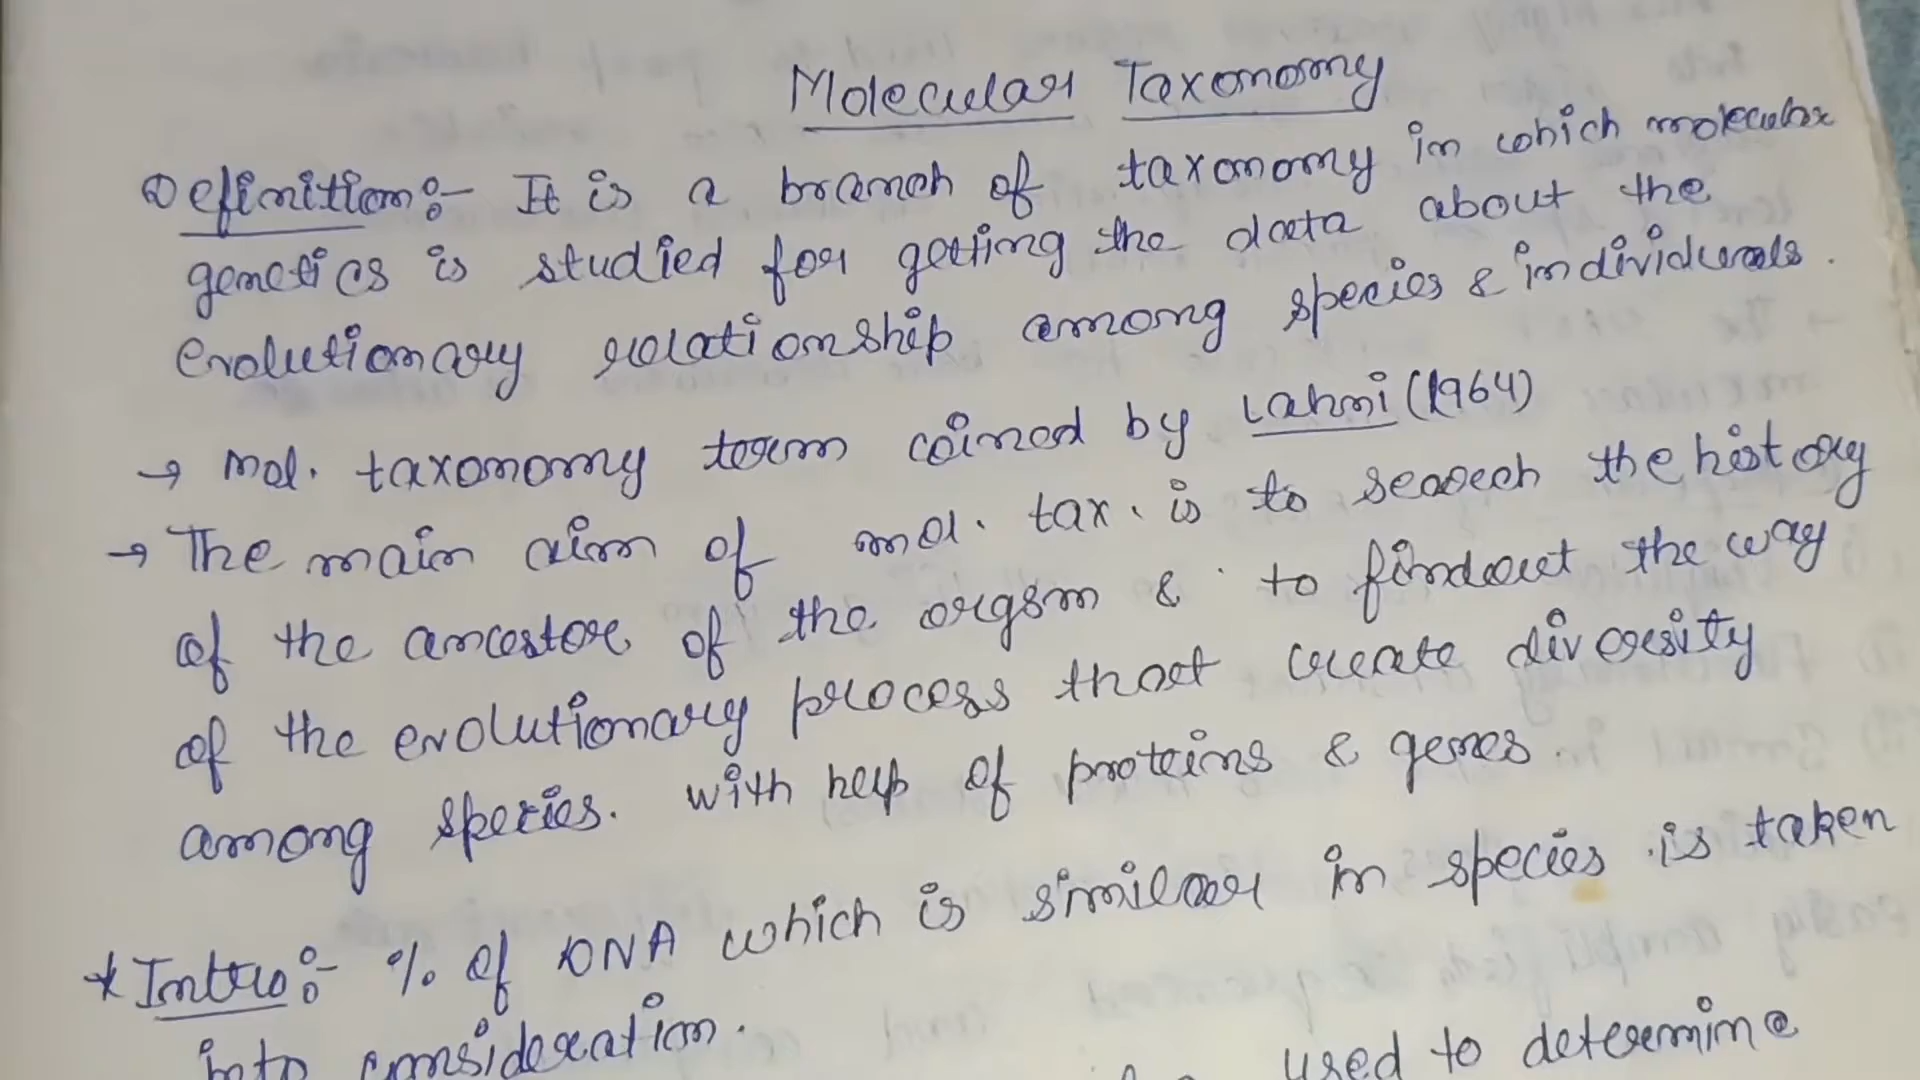 Molecular Taxonomy
Definition:- It is a branch of taxonomy in which molecular
genetics is studied for getting the data about the
evolutionary relationship among species & individuals.
→ mol. taxonomy term coined by Lahni (1964)
→ The main aim of mol. tax. is to search the history
of the ancestor of the orgsm & to findout the way
of the evolutionary process that create diversity
among species. with help of proteins & genes.
* Intro:- % of DNA which is similar in species is taken
into consideration.
used to determine